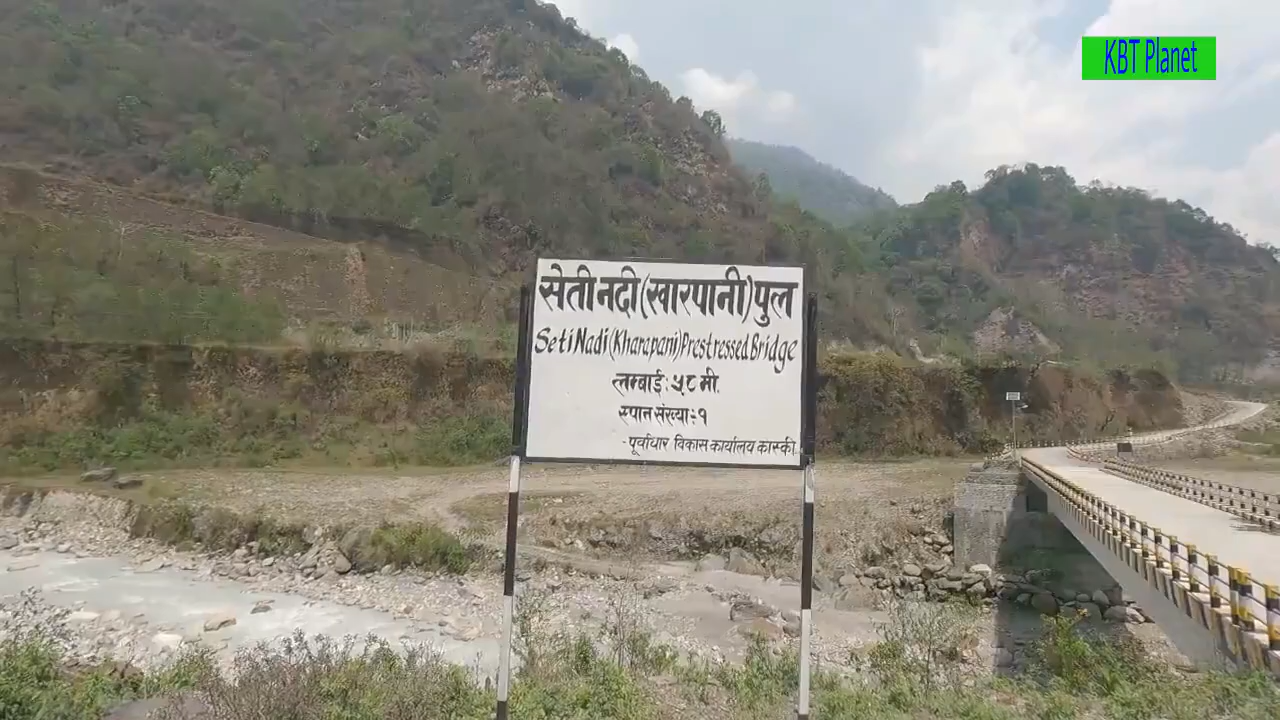 KBT Planet
सेती नदी (खारपानी) पुल
Seti Nadi (Kharapani) Prestressed Bridge
लम्बाई: ५८ मी.
स्पान संख्या: १
- पूर्वाधार विकास कार्यालय कास्की